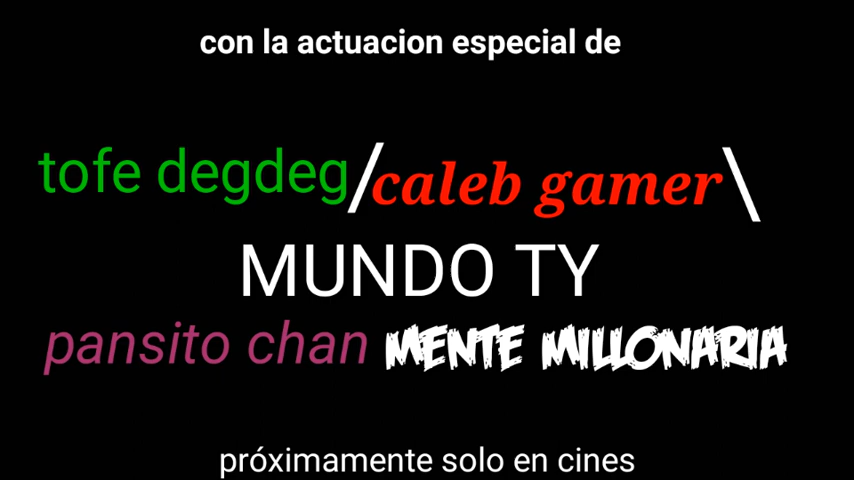 con la actuacion especial de
tofe degdeg/caleb gamer\
MUNDO TY
pansito chan MENTE MILLONARIA
próximamente solo en cines